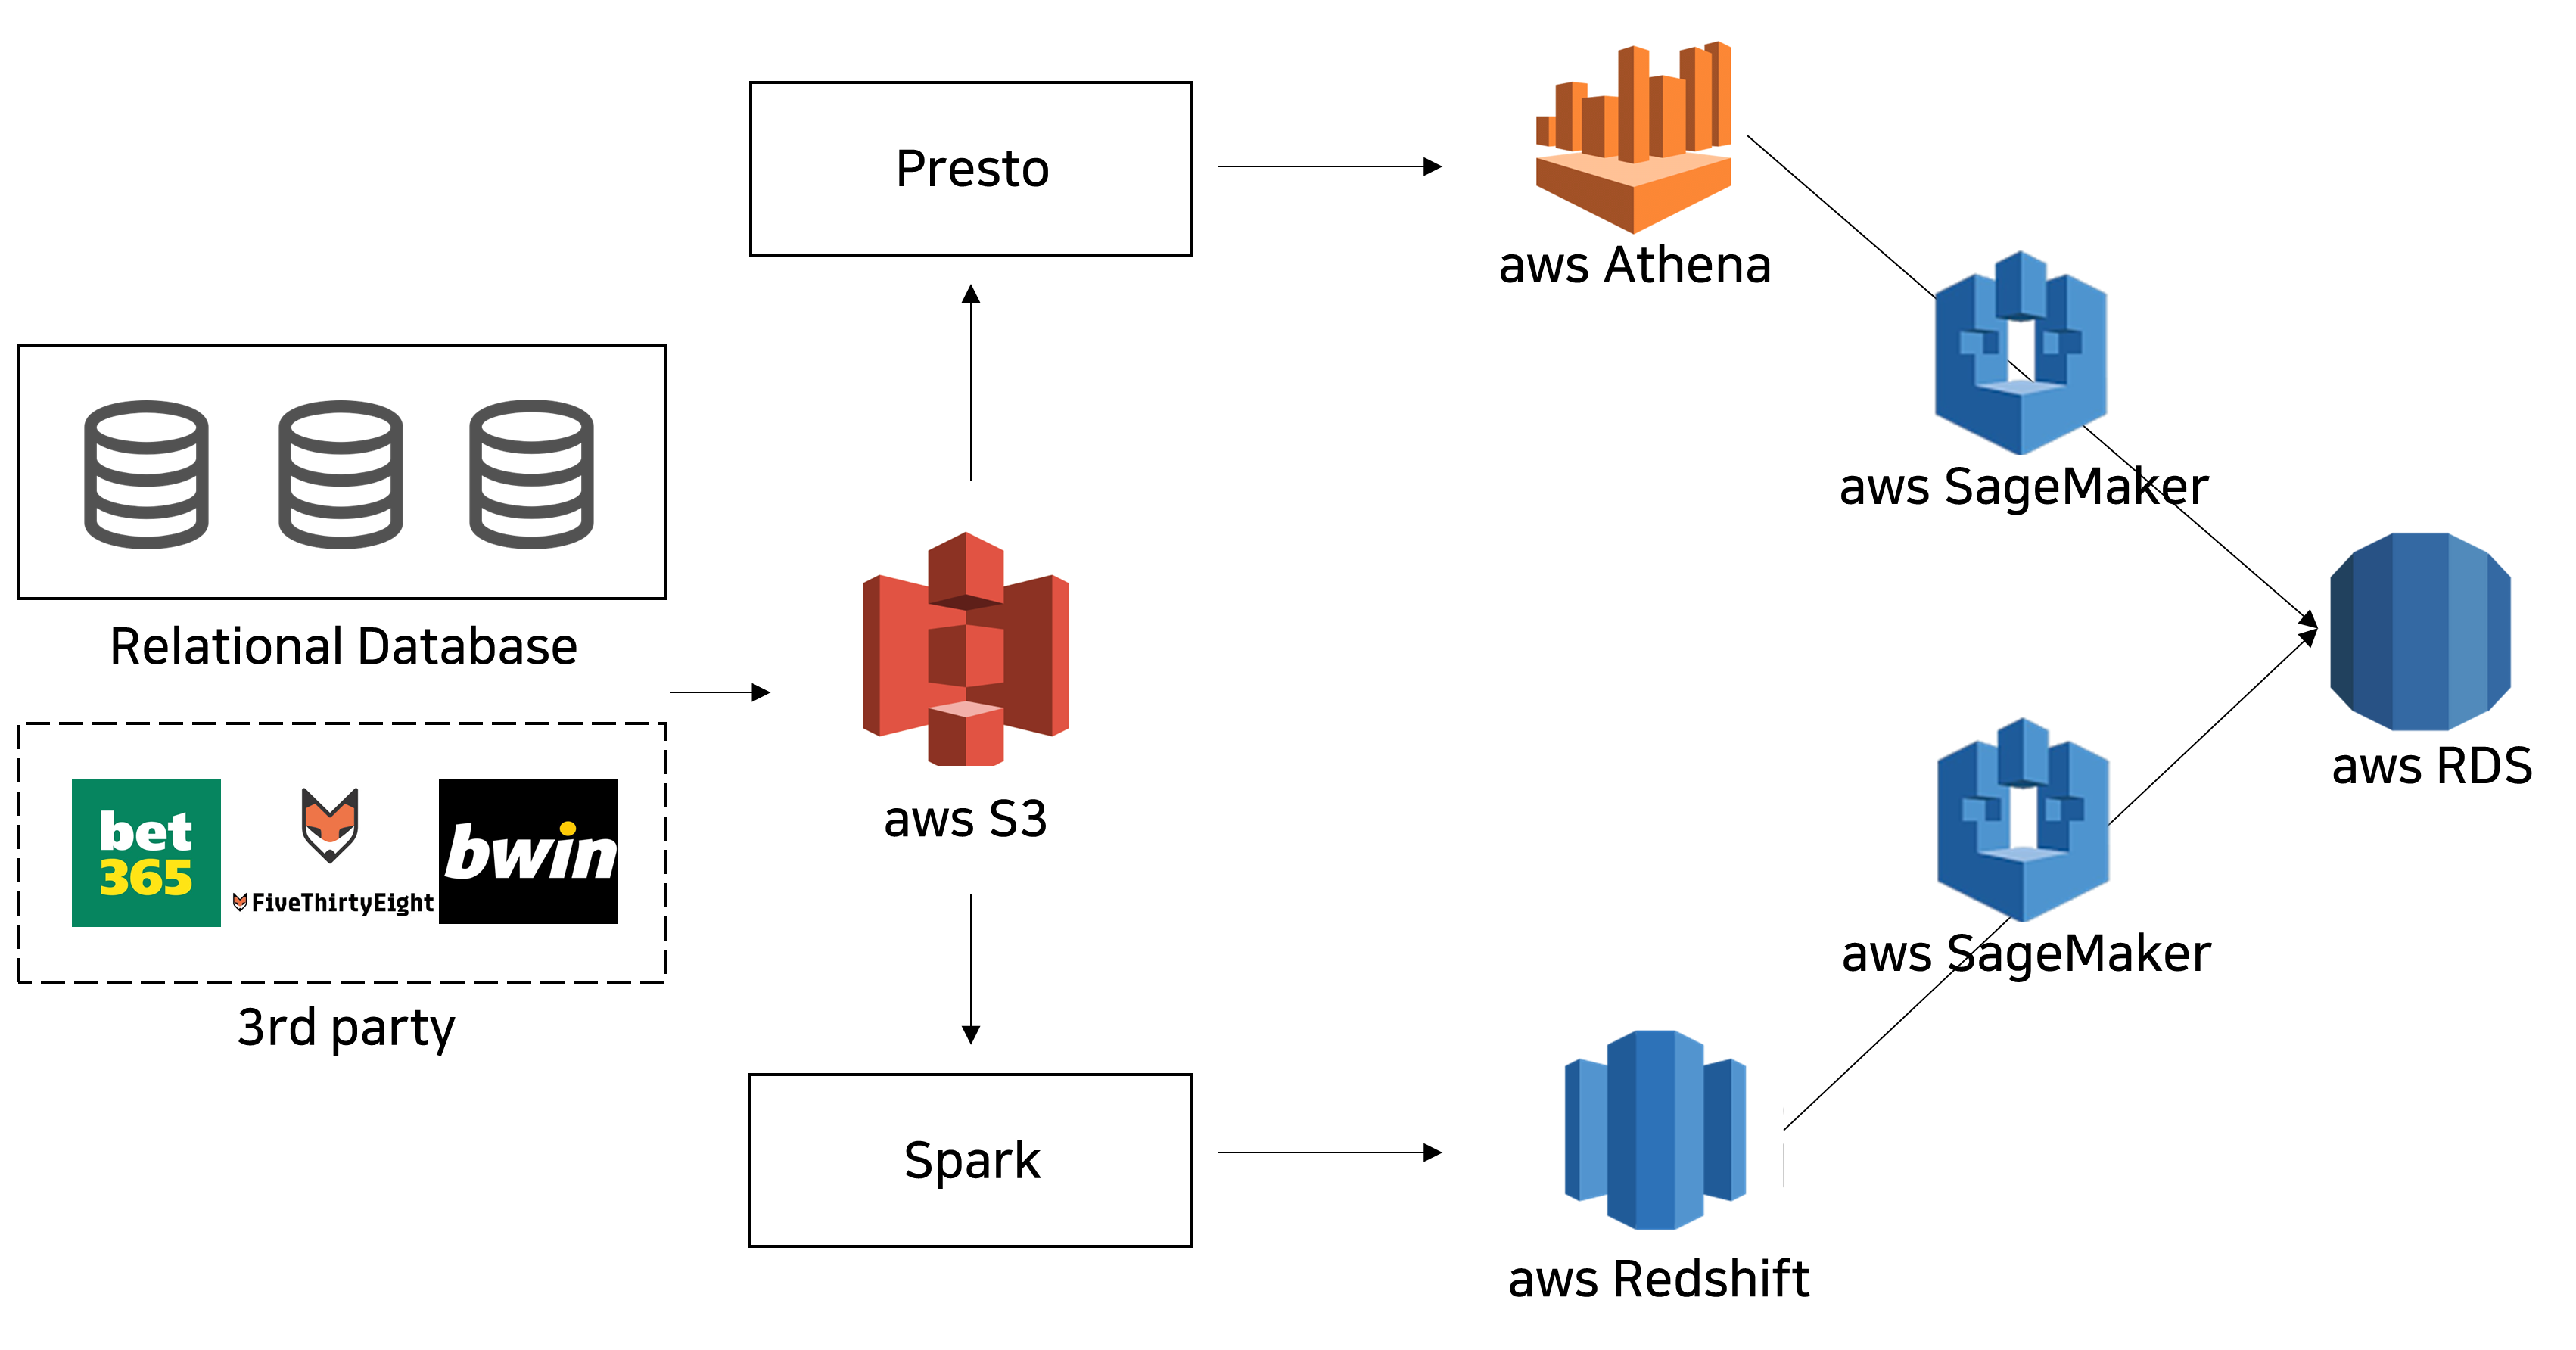 Presto
aws Athena
aws SageMaker
Relational Database
aws S3
aws RDS
bet
365
FiveThirtyEight
bwin
3rd party
aws SageMaker
Spark
aws Redshift